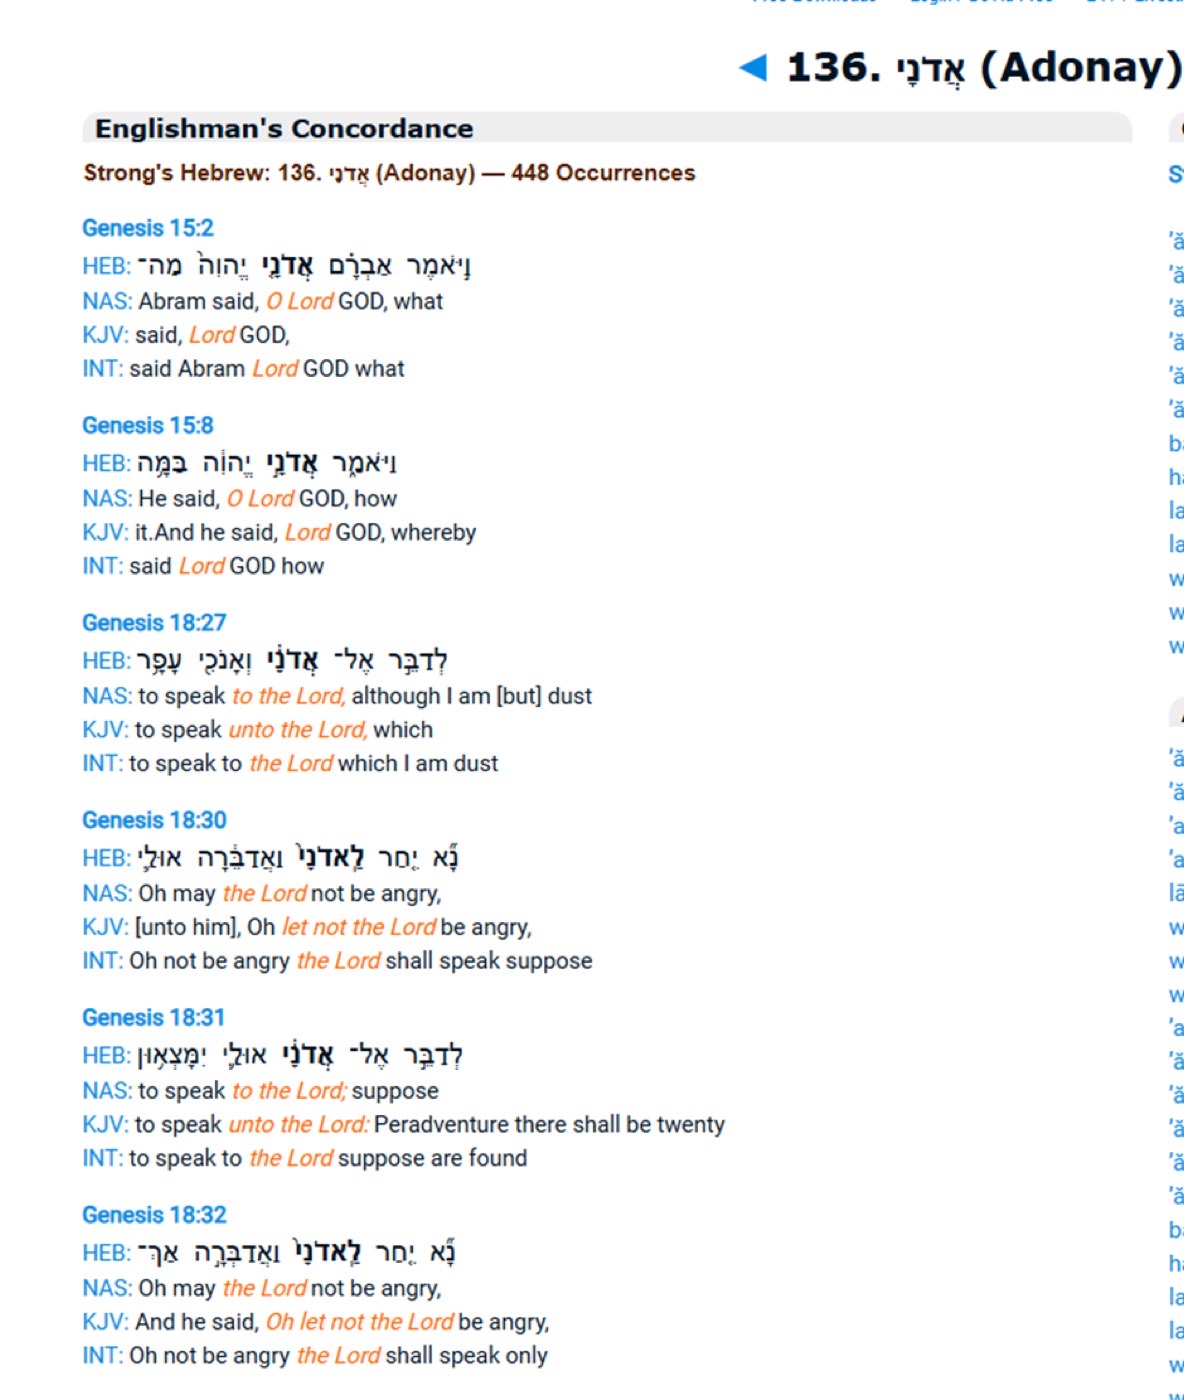 ◀ 136. אֲדֹנָי (Adonay)
Englishman's Concordance
Strong's Hebrew: 136. אֲדֹנָי (Adonay) — 448 Occurrences
Genesis 15:2
HEB: וַיֹּ֣אמֶר אַבְרָ֗ם אֲדֹנָ֤י יֱהוִה֙ מַה־
NAS: Abram said, O Lord GOD, what
KJV: said, Lord GOD,
INT: said Abram Lord GOD what
Genesis 15:8
HEB: וַיֹּאמַ֑ר אֲדֹנָ֣י יֱהוִ֔ה בַּמָּ֥ה
NAS: He said, O Lord GOD, how
KJV: it.And he said, Lord GOD, whereby
INT: said Lord GOD how
Genesis 18:27
HEB: לְדַבֵּ֣ר אֶל־ אֲדֹנָ֔י וְאָנֹכִ֖י עָפָ֥ר
NAS: to speak to the Lord, although I am [but] dust
KJV: to speak unto the Lord, which
INT: to speak to the Lord which I am dust
Genesis 18:30
HEB: נָ֞א יִ֤חַר לַֽאדֹנָי֙ וַאֲדַבֵּ֔רָה אוּלַ֛י
NAS: Oh may the Lord not be angry,
KJV: [unto him], Oh let not the Lord be angry,
INT: Oh not be angry the Lord shall speak suppose
Genesis 18:31
HEB: לְדַבֵּ֣ר אֶל־ אֲדֹנָ֔י אוּלַ֛י יִמָּצְא֥וּן
NAS: to speak to the Lord; suppose
KJV: to speak unto the Lord: Peradventure there shall be twenty
INT: to speak to the Lord suppose are found
Genesis 18:32
HEB: נָ֞א יִ֤חַר לַֽאדֹנָי֙ וַאֲדַבְּרָ֣ה אַךְ־
NAS: Oh may the Lord not be angry,
KJV: And he said, Oh let not the Lord be angry,
INT: Oh not be angry the Lord shall speak only